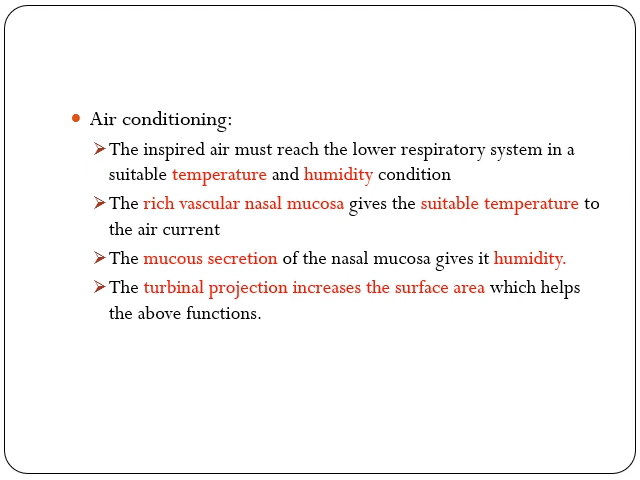 Air conditioning:
The inspired air must reach the lower respiratory system in a
suitable temperature and humidity condition
The rich vascular nasal mucosa gives the suitable temperature to
the air current
The mucous secretion of the nasal mucosa gives it humidity.
The turbinal projection increases the surface area which helps
the above functions.